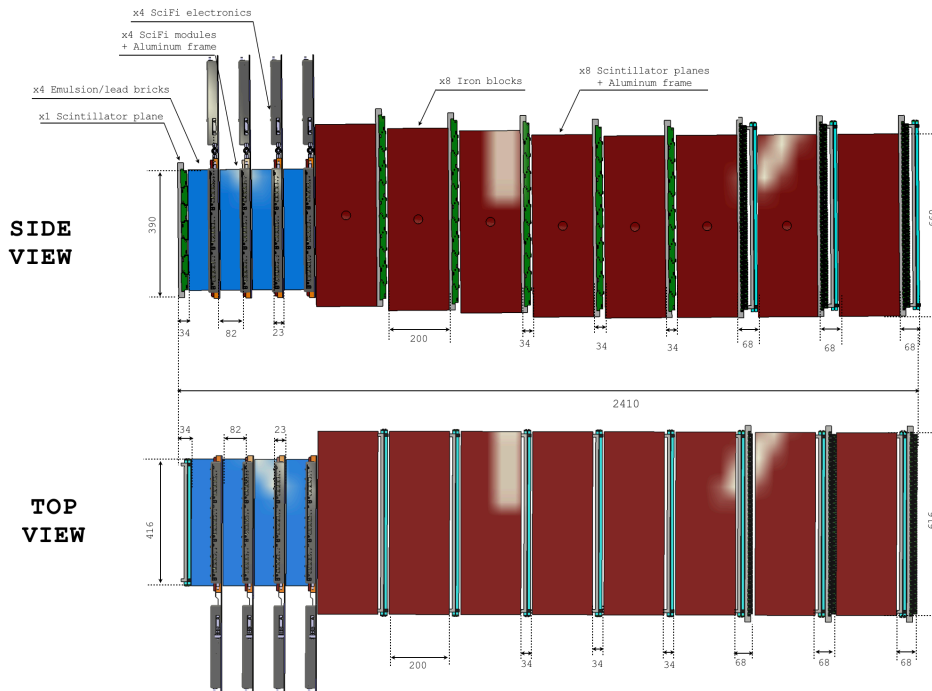 x4 SciFi electronics
x4 SciFi modules
+ Aluminum frame
x4 Emulsion/lead bricks
x1 Scintillator plane
x8 Iron blocks
x8 Scintillator planes
+ Aluminum frame
SIDE
VIEW
390
34
82
23
200
34
34
34
68
68
68
2410
34
82
23
TOP
VIEW
416
200
34
34
34
68
68
68